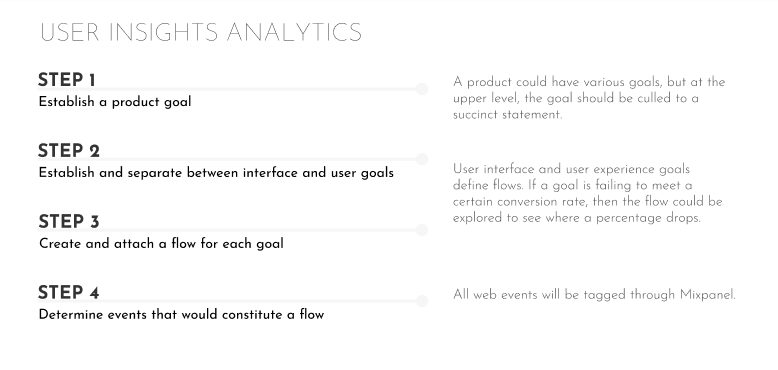 USER INSIGHTS ANALYTICS
STEP 1
Establish a product goal
A product could have various goals, but at the
upper level, the goal should be culled to a
succinct statement.
STEP 2
Establish and separate between interface and user goals
User interface and user experience goals
define flows. If a goal is failing to meet a
certain conversion rate, then the flow could be
explored to see where a percentage drops.
STEP 3
Create and attach a flow for each goal
STEP 4
Determine events that would constitute a flow
All web events will be tagged through Mixpanel.